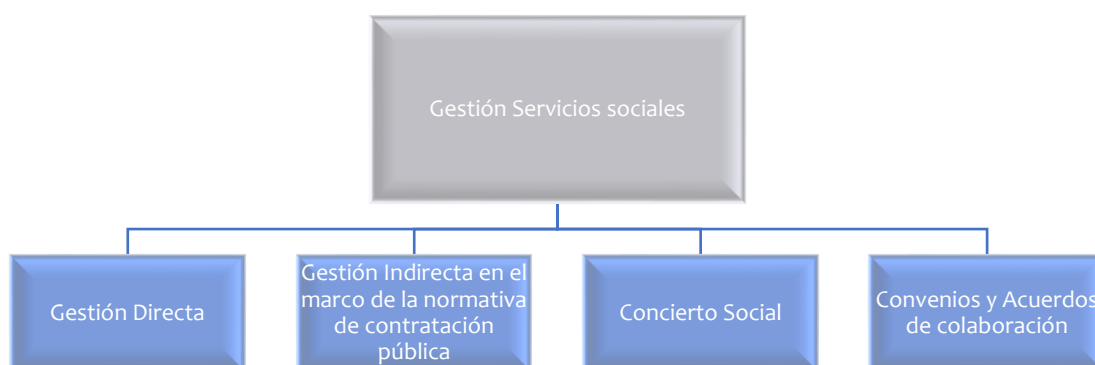 Gestión Servicios sociales
Gestión Directa
Gestión Indirecta en el
marco de la normativa
de contratación
pública
Concierto Social
Convenios y Acuerdos
de colaboración